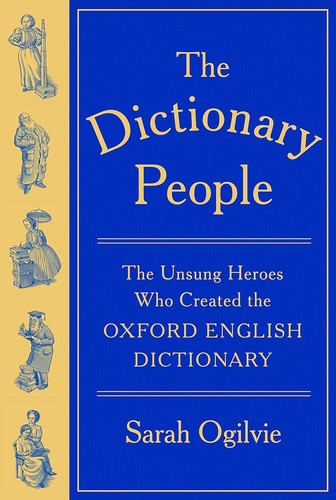 The
Dictionary
People
The Unsung Heroes
Who Created the
OXFORD ENGLISH
DICTIONARY
Sarah Ogilvie